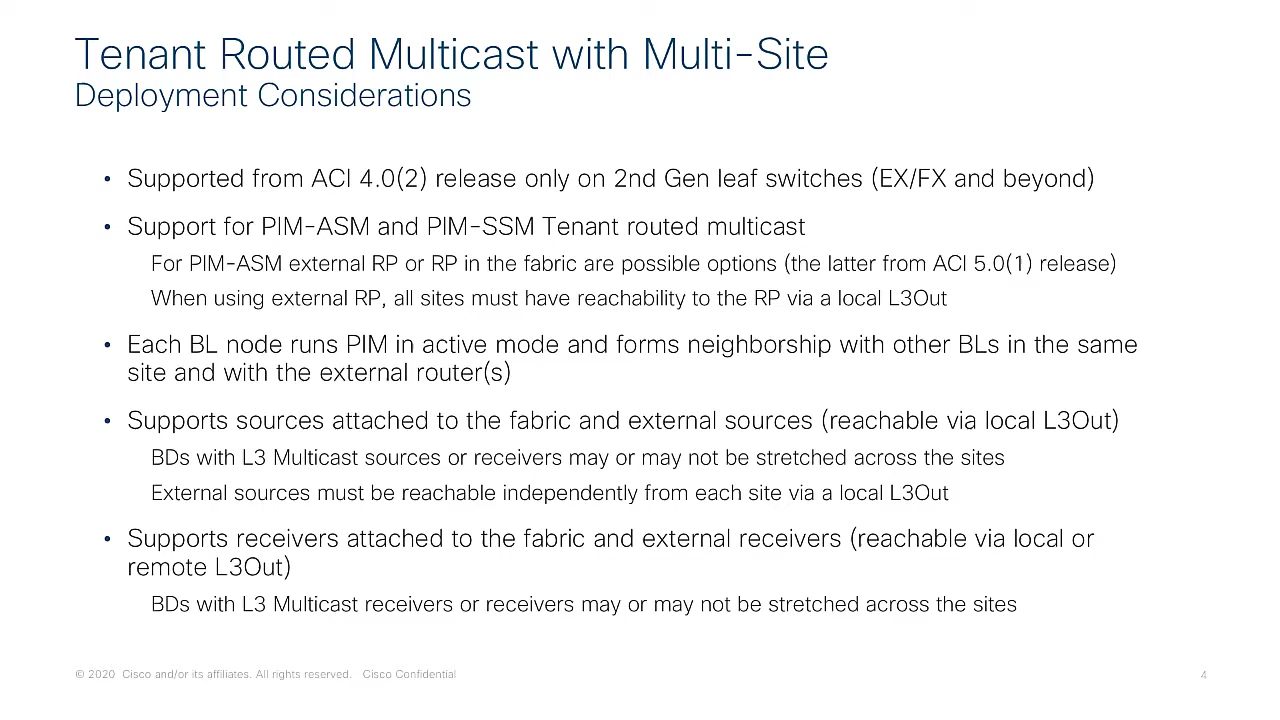 Tenant Routed Multicast with Multi-Site
Deployment Considerations
• Supported from ACI 4.0(2) release only on 2nd Gen leaf switches (EX/FX and beyond)
• Support for PIM-ASM and PIM-SSM Tenant routed multicast
For PIM-ASM external RP or RP in the fabric are possible options (the latter from ACI 5.0(1) release)
When using external RP, all sites must have reachability to the RP via a local L3Out
• Each BL node runs PIM in active mode and forms neighborship with other BLs in the same
site and with the external router(s)
• Supports sources attached to the fabric and external sources (reachable via local L3Out)
BDs with L3 Multicast sources or receivers may or may not be stretched across the sites
External sources must be reachable independently from each site via a local L3Out
• Supports receivers attached to the fabric and external receivers (reachable via local or
remote L3Out)
BDs with L3 Multicast receivers or receivers may or may not be stretched across the sites
© 2020 Cisco and/or its affiliates. All rights reserved. Cisco Confidential
4